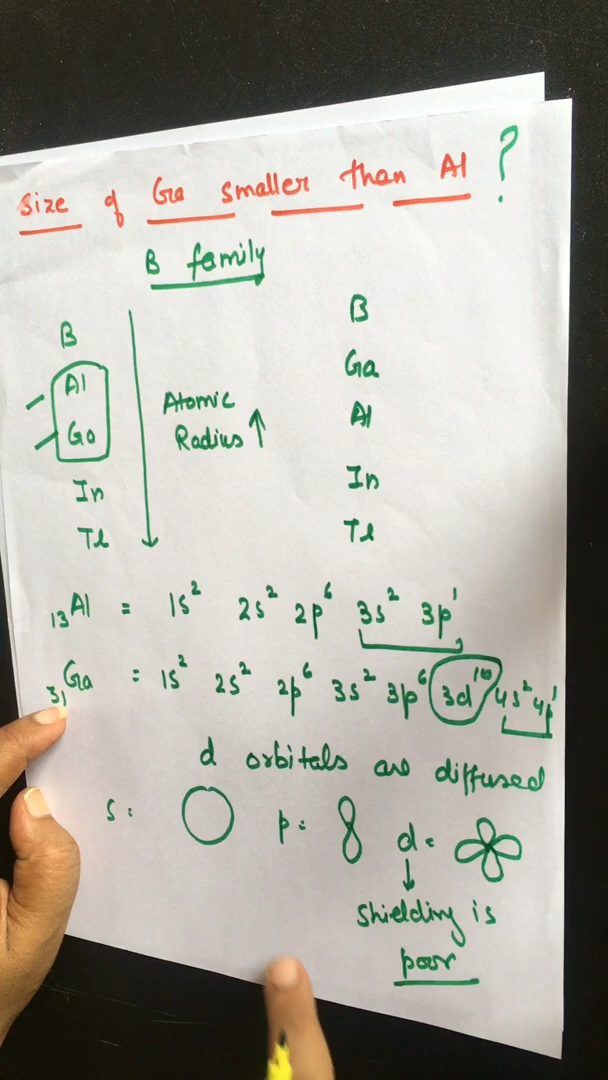 Size of Ga smaller than Al ?
B family
B
Al
Ga
In
Tl
Atomic
Radius ↑
B
Ga
Al
In
Tl
₁₃Al = 1s² 2s² 2p⁶ 3s² 3p¹
₃₁Ga = 1s² 2s² 2p⁶ 3s² 3p⁶ 3d¹⁰ 4s² 4p¹
d orbitals are diffused
s = p = d =
Shielding is
poor